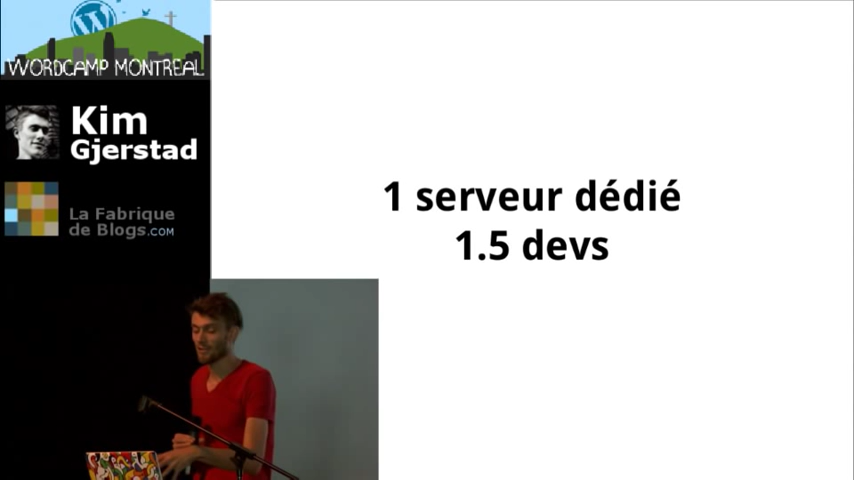 WORDCAMP MONTREAL
Kim
Gjerstad
La Fabrique
de Blogs.COM
1 serveur dédié
1.5 devs